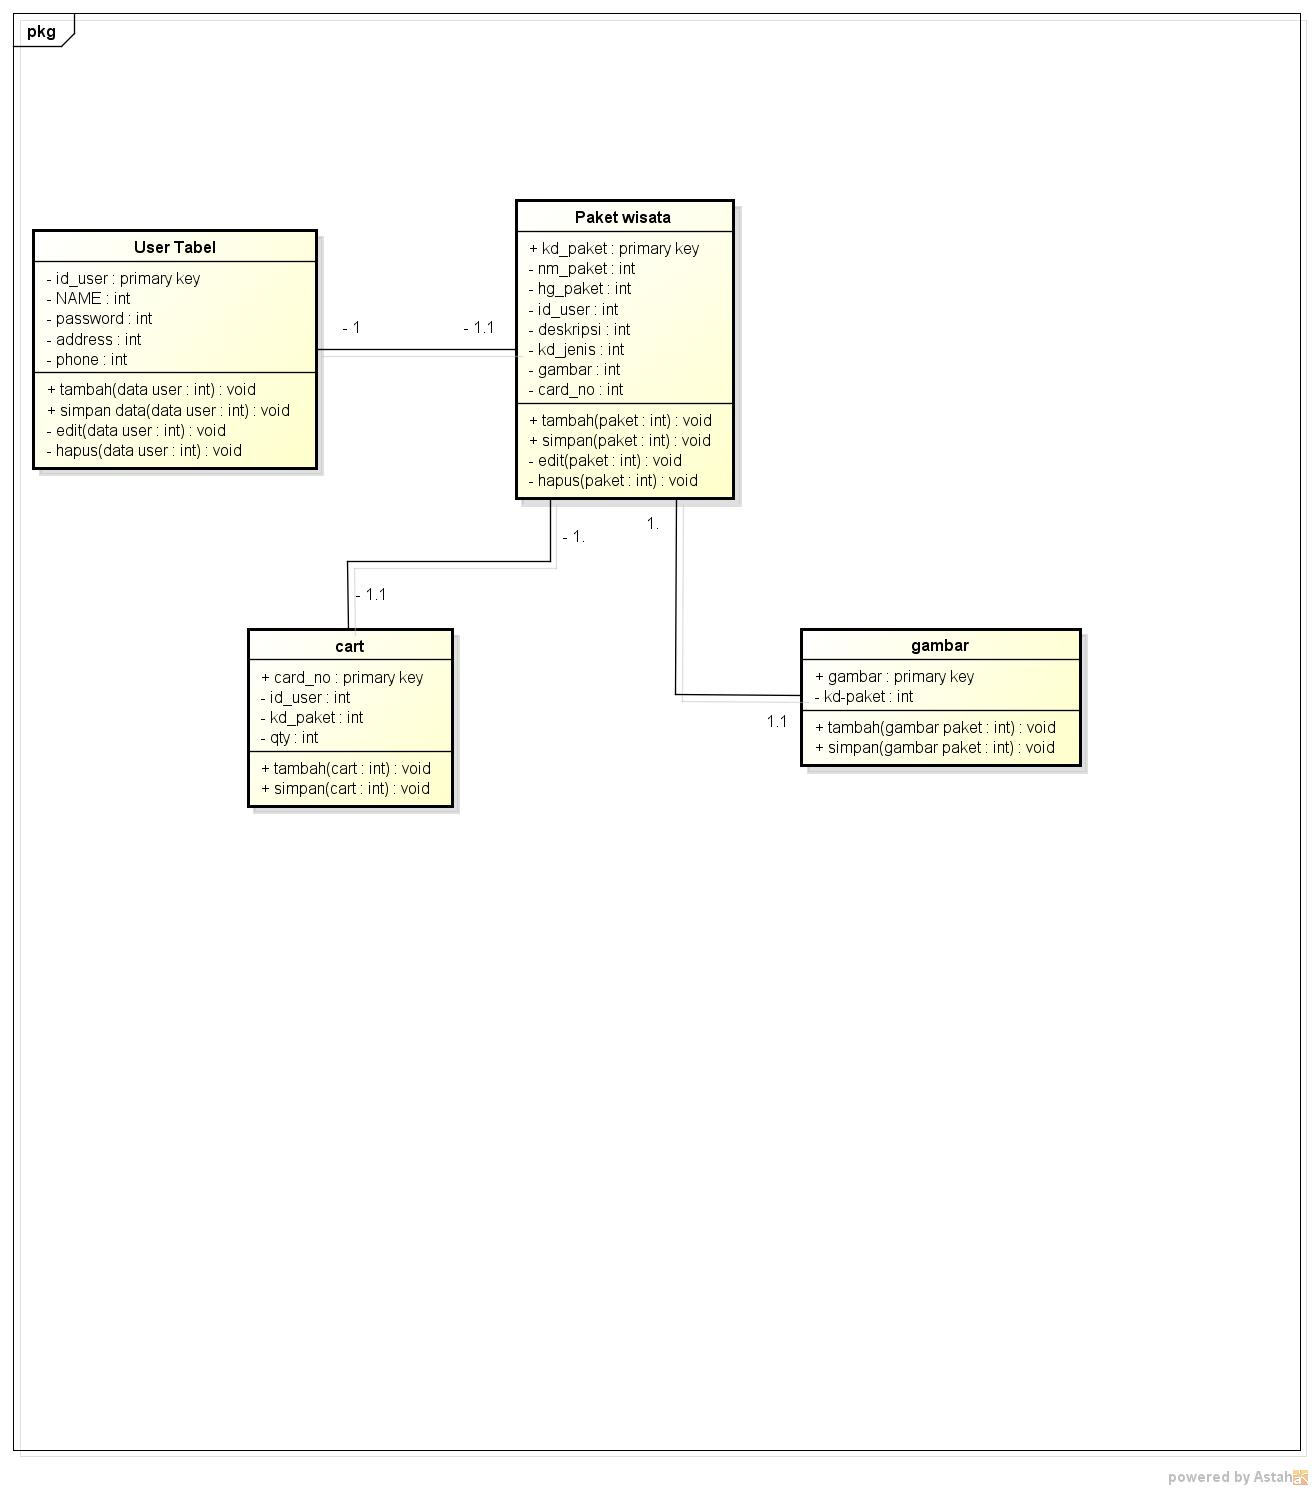 pkg
User Tabel
- id_user : primary key
- NAME : int
- password : int
- address : int
- phone : int
+ tambah(data user : int) : void
+ simpan data(data user : int) : void
- edit(data user : int) : void
- hapus(data user : int) : void
- 1
- 1.1
Paket wisata
+ kd_paket : primary key
- nm_paket : int
- hg_paket : int
- id_user : int
- deskripsi : int
- kd_jenis : int
- gambar : int
- card_no : int
+ tambah(paket : int) : void
+ simpan(paket : int) : void
- edit(paket : int) : void
- hapus(paket : int) : void
- 1.
1.
- 1.1
1.1
cart
+ card_no : primary key
- id_user : int
- kd_paket : int
- qty : int
+ tambah(cart : int) : void
+ simpan(cart : int) : void
gambar
+ gambar : primary key
- kd-paket : int
+ tambah(gambar paket : int) : void
+ simpan(gambar paket : int) : void
powered by Astah